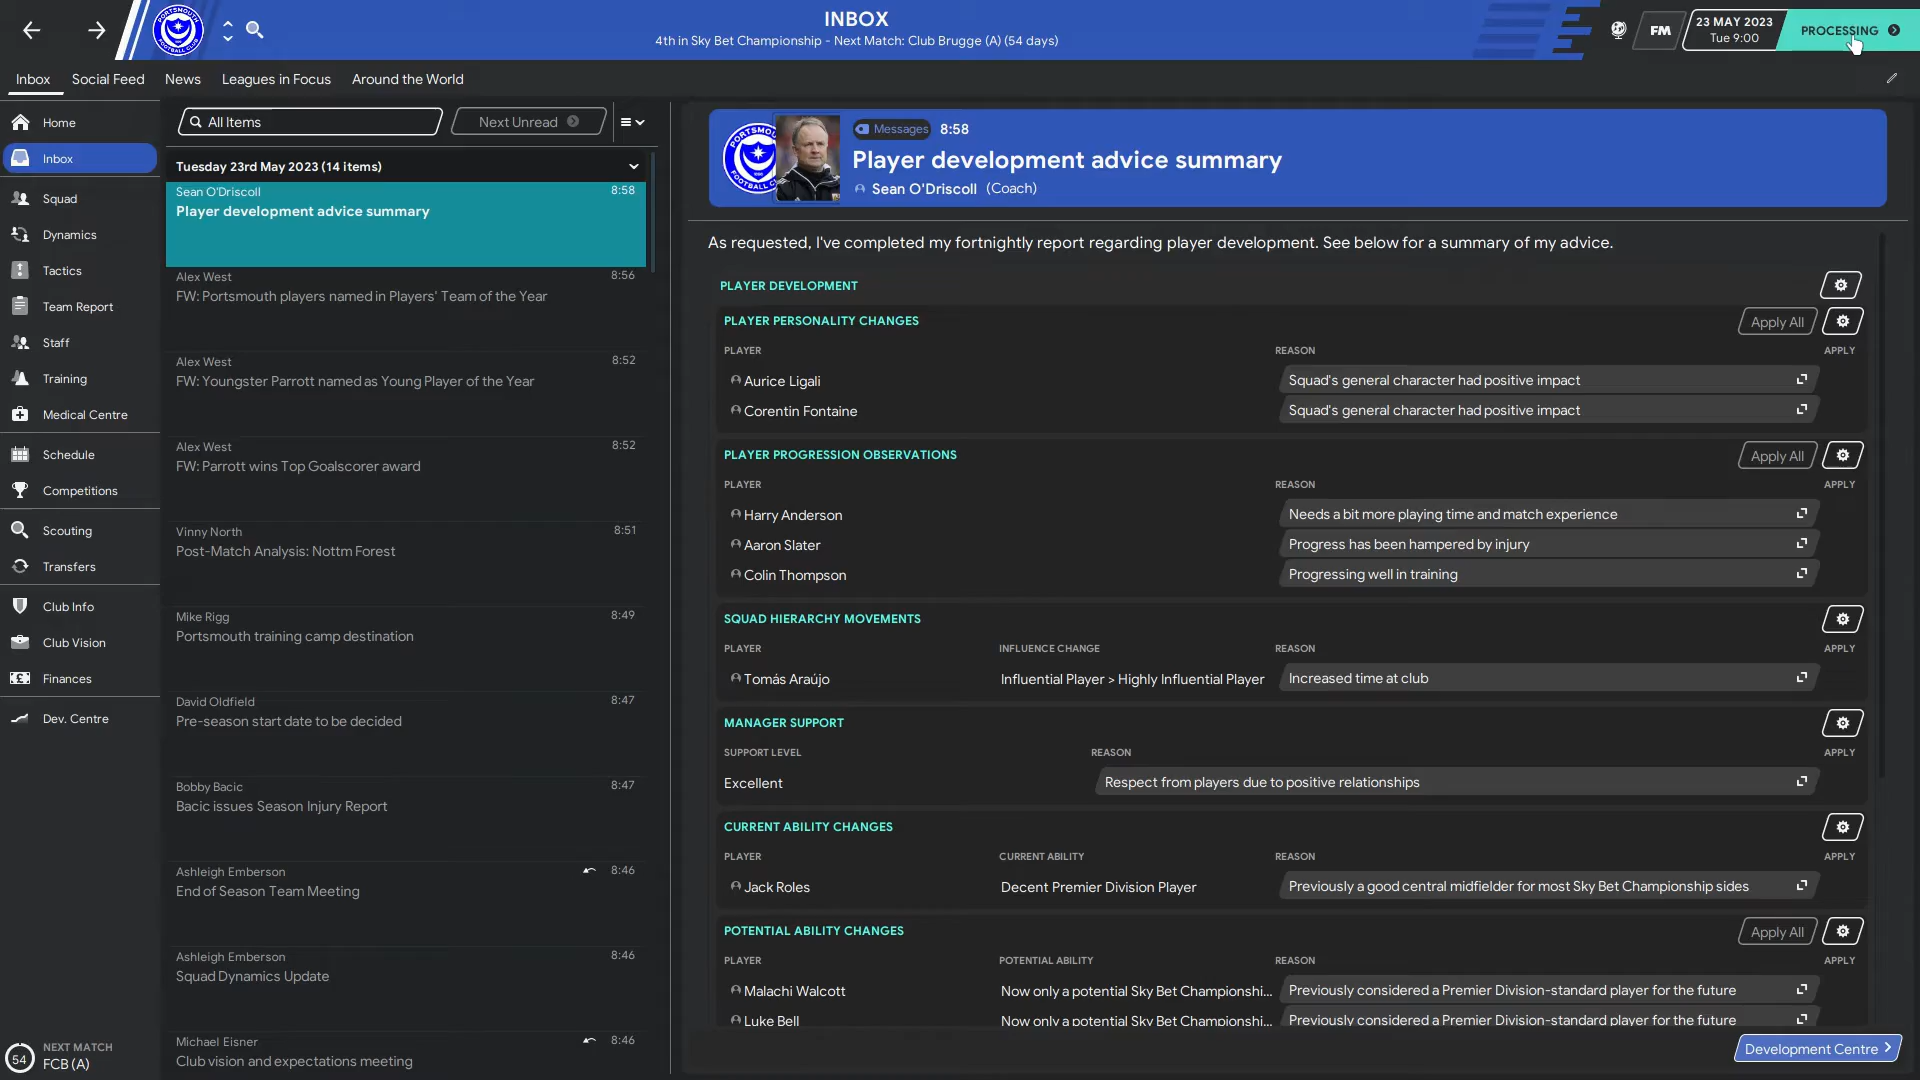 INBOX
4th in Sky Bet Championship - Next Match: Club Brugge (A) (54 days)
FM
23 MAY 2023
Tue 9:00
PROCESSING
Inbox Social Feed News Leagues in Focus Around the World
Home
Inbox
Squad
Dynamics
Tactics
Team Report
Staff
Training
Medical Centre
Schedule
Competitions
Scouting
Transfers
Club Info
Club Vision
Finances
Dev. Centre
54
NEXT MATCH
FCB (A)
All Items
Next Unread
Tuesday 23rd May 2023 (14 items)
Sean O'Driscoll 8:58
Player development advice summary
Alex West 8:56
FW: Portsmouth players named in Players' Team of the Year
Alex West 8:52
FW: Youngster Parrott named as Young Player of the Year
Alex West 8:52
FW: Parrott wins Top Goalscorer award
Vinny North 8:51
Post-Match Analysis: Nottm Forest
Mike Rigg 8:49
Portsmouth training camp destination
David Oldfield 8:47
Pre-season start date to be decided
Bobby Bacic 8:47
Bacic issues Season Injury Report
Ashleigh Emberson 8:46
End of Season Team Meeting
Ashleigh Emberson 8:46
Squad Dynamics Update
Michael Eisner 8:46
Club vision and expectations meeting
Messages 8:58
Player development advice summary
Sean O'Driscoll (Coach)
As requested, I've completed my fortnightly report regarding player development. See below for a summary of my advice.
PLAYER DEVELOPMENT
PLAYER PERSONALITY CHANGES Apply All
PLAYER REASON APPLY
Aurice Ligali Squad's general character had positive impact
Corentin Fontaine Squad's general character had positive impact
PLAYER PROGRESSION OBSERVATIONS Apply All
PLAYER REASON APPLY
Harry Anderson Needs a bit more playing time and match experience
Aaron Slater Progress has been hampered by injury
Colin Thompson Progressing well in training
SQUAD HIERARCHY MOVEMENTS
PLAYER INFLUENCE CHANGE REASON APPLY
Tomás Araújo Influential Player > Highly Influential Player Increased time at club
MANAGER SUPPORT
SUPPORT LEVEL REASON APPLY
Excellent Respect from players due to positive relationships
CURRENT ABILITY CHANGES
PLAYER CURRENT ABILITY REASON APPLY
Jack Roles Decent Premier Division Player Previously a good central midfielder for most Sky Bet Championship sides
POTENTIAL ABILITY CHANGES Apply All
PLAYER POTENTIAL ABILITY REASON APPLY
Malachi Walcott Now only a potential Sky Bet Championshi... Previously considered a Premier Division-standard player for the future
Luke Bell Now only a potential Sky Bet Championshi... Previously considered a Premier Division-standard player for the future
Development Centre